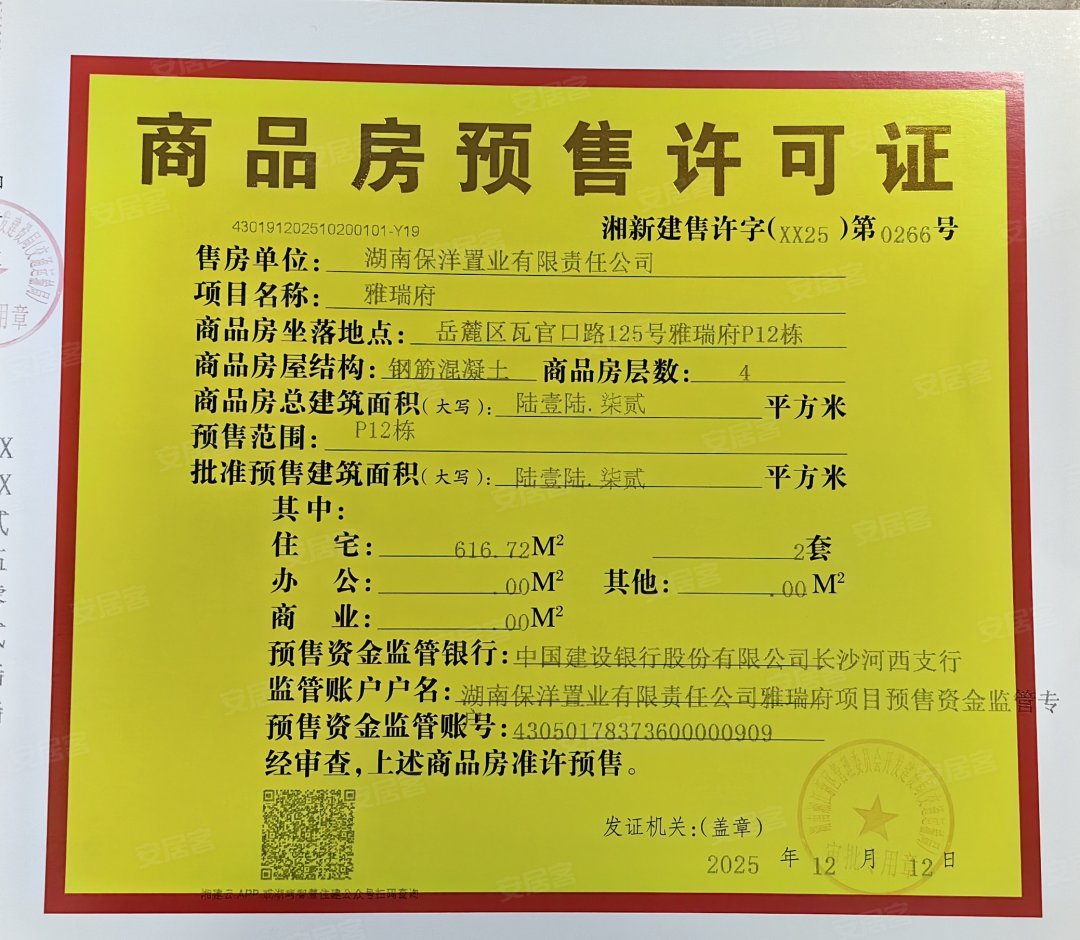 商品房预售许可证
430191202510200101-Y19
湘新建售许字(XX25)第0266号
售房单位: 湖南保洋置业有限责任公司
项目名称: 雅瑞府
商品房坐落地点: 岳麓区瓦官口路125号雅瑞府P12栋
商品房屋结构: 钢筋混凝土 商品房层数: 4
商品房总建筑面积(大写): 陆壹陆.柒贰 平方米
预售范围: P12栋
批准预售建筑面积(大写): 陆壹陆.柒贰 平方米
其中:
住 宅: 616.72M² 2套
办 公: .00M² 其他: .00M²
商 业: .00M²
预售资金监管银行: 中国建设银行股份有限公司长沙河西支行
监管账户户名: 湖南保洋置业有限责任公司雅瑞府项目预售资金监管专
户
预售资金监管账号: 43050178373600000909
经审查,上述商品房准许预售。
发证机关:(盖章)
2025 年 12 月 12 日
审批专用章
安居客